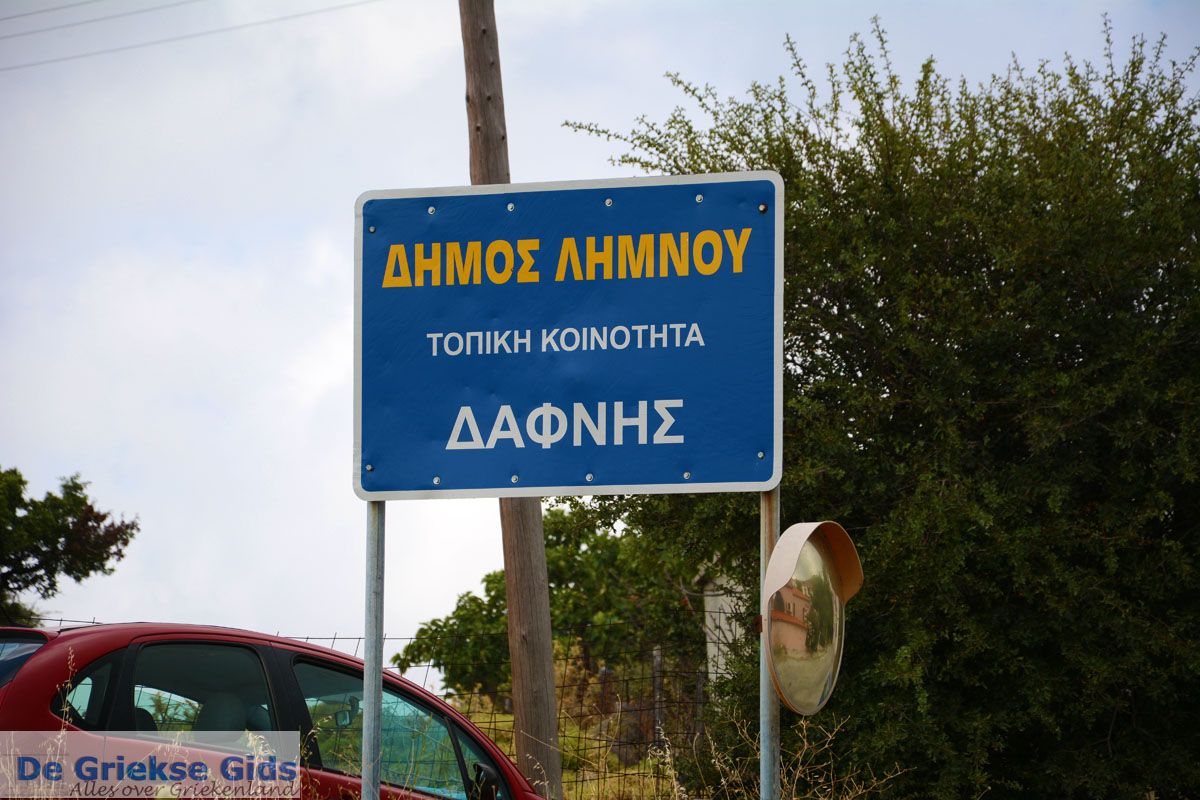 ΔΗΜΟΣ ΛΗΜΝΟΥ
ΤΟΠΙΚΗ ΚΟΙΝΟΤΗΤΑ
ΔΑΦΝΗΣ
De Griekse Gids
Alles over Griekenland